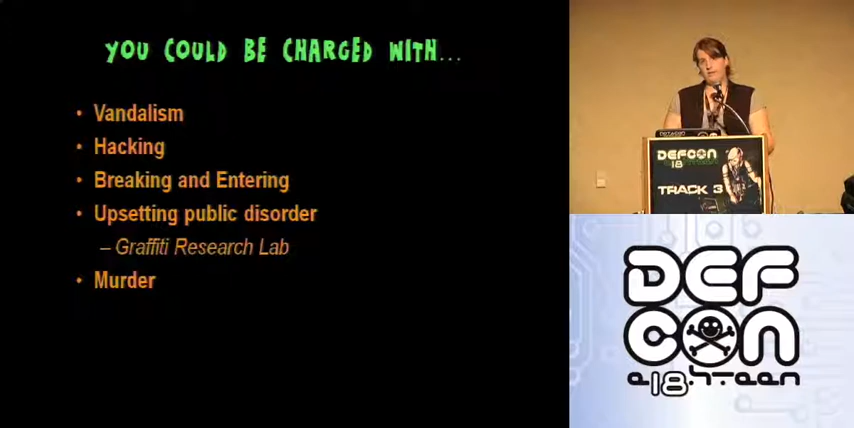 YOU COULD BE CHARGED WITH...
• Vandalism
• Hacking
• Breaking and Entering
• Upsetting public disorder
– Graffiti Research Lab
• Murder
DEFCON
18
TRACK 3
DEF
CON
e18hteen